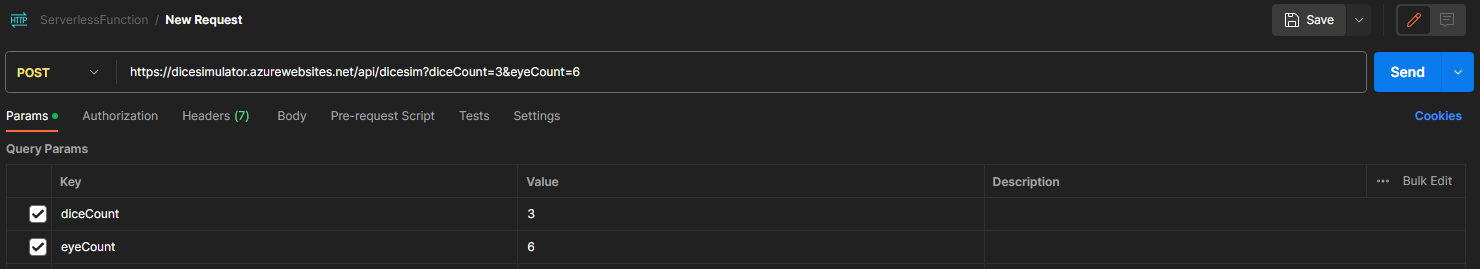 HTTP ServerlessFunction / New Request Save
POST https://dicesimulator.azurewebsites.net/api/dicesim?diceCount=3&eyeCount=6 Send
Params Authorization Headers (7) Body Pre-request Script Tests Settings Cookies
Query Params
Key Value Description Bulk Edit
diceCount 3
eyeCount 6